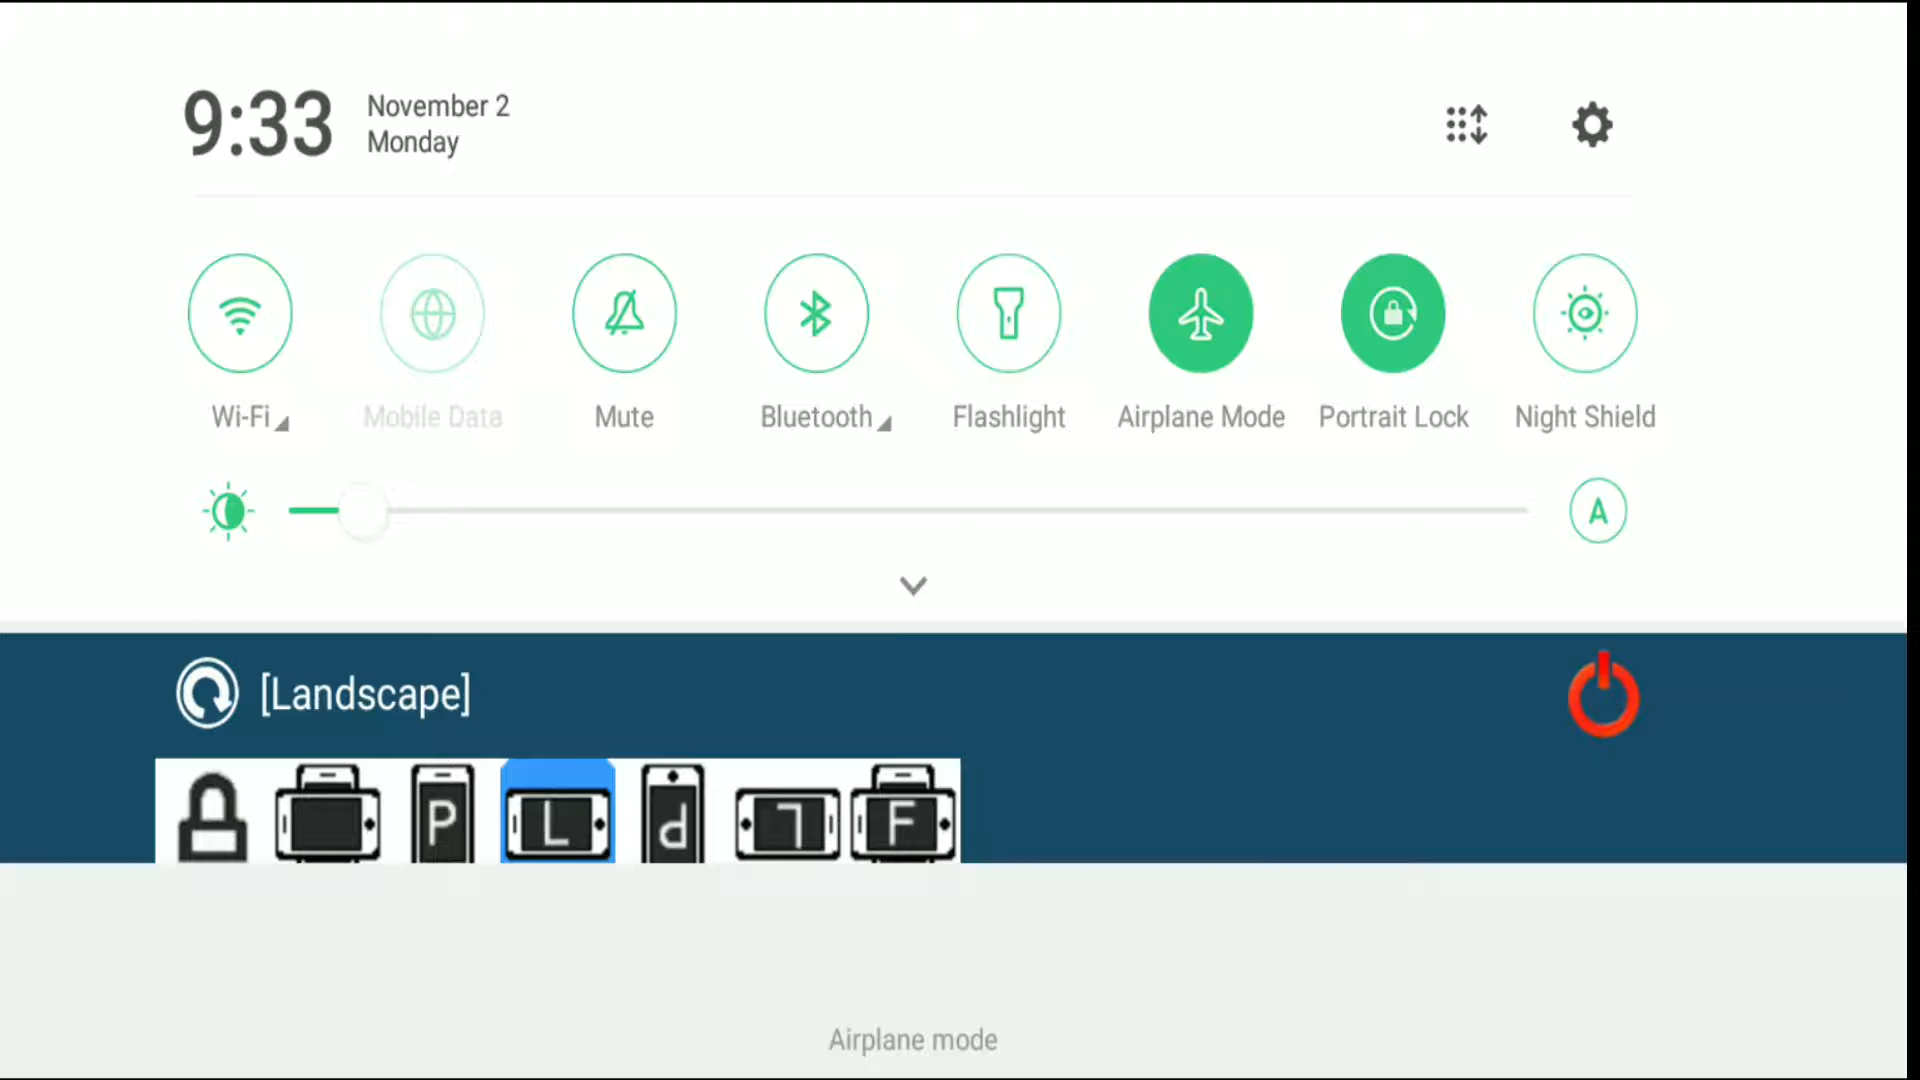 9:33
November 2
Monday
Wi-Fi
Mobile Data
Mute
Bluetooth
Flashlight
Airplane Mode
Portrait Lock
Night Shield
A
[Landscape]
P
L
d
F
Airplane mode